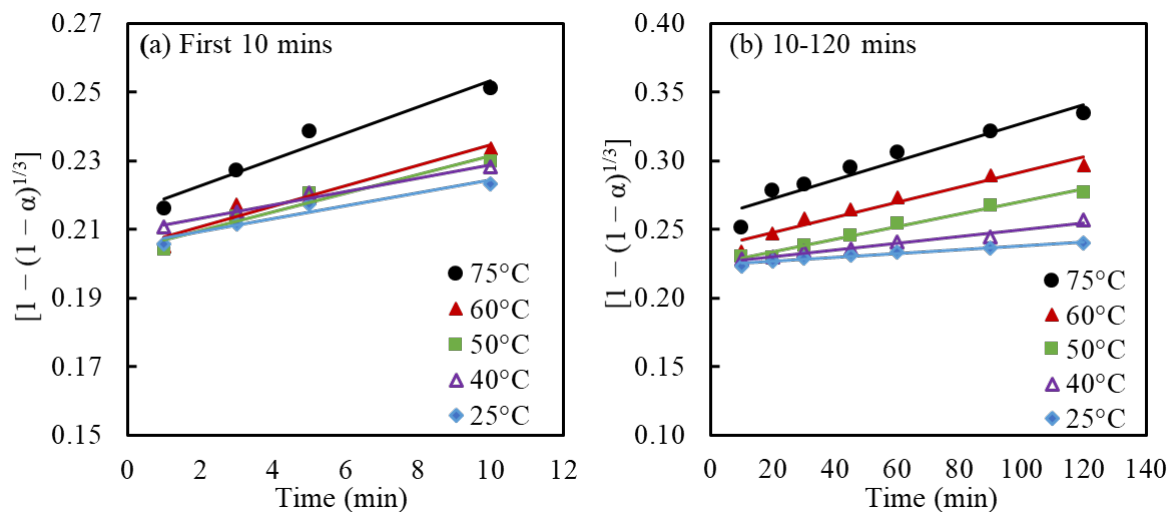 [1 − (1 − α)^{1/3}]
0.27
0.25
0.23
0.21
0.19
0.17
0.15
(a) First 10 mins
75°C
60°C
50°C
40°C
25°C
0 2 4 6 8 10 12
Time (min)
[1 − (1 − α)^{1/3}]
0.40
0.35
0.30
0.25
0.20
0.15
0.10
(b) 10-120 mins
75°C
60°C
50°C
40°C
25°C
0 20 40 60 80 100 120 140
Time (min)